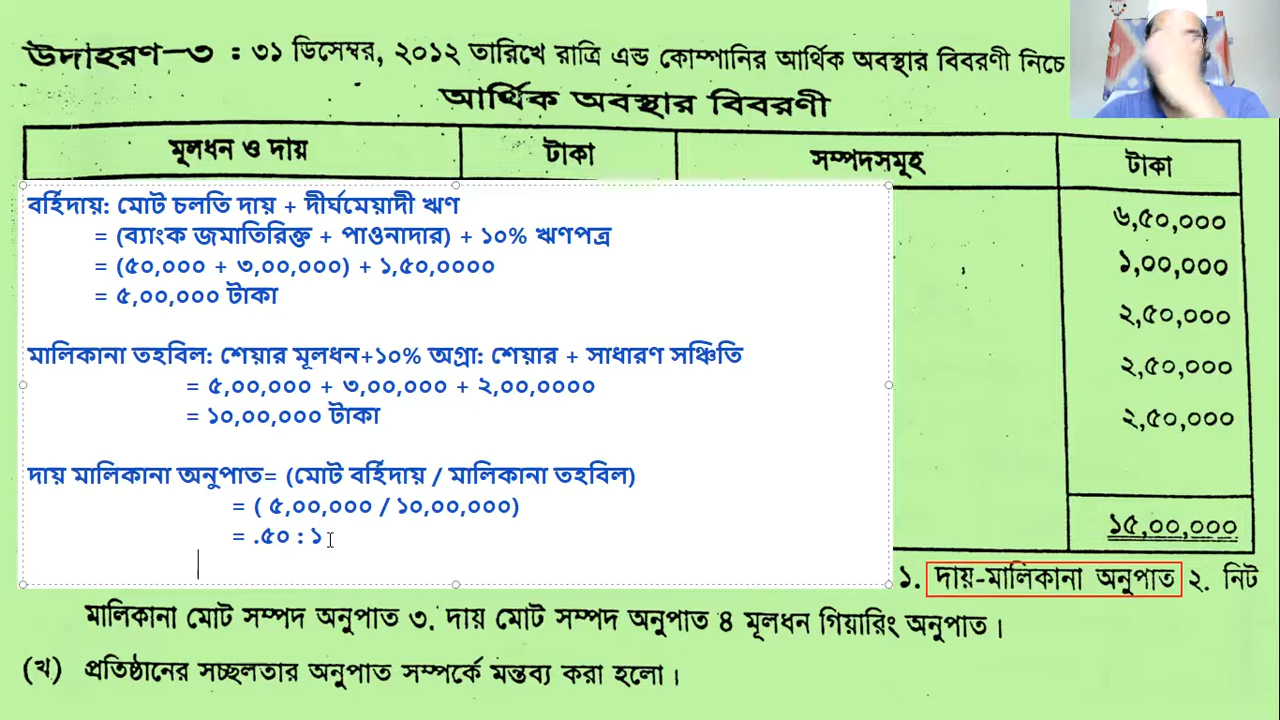 উদাহরণ-৩ : ৩১ ডিসেম্বর, ২০১২ তারিখে রাত্রি এন্ড কোম্পানির আর্থিক অবস্থার বিবরণী নিচে
আর্থিক অবস্থার বিবরণী
মূলধন ও দায় টাকা সম্পদসমূহ টাকা
বর্হিদায়: মোট চলতি দায় + দীর্ঘমেয়াদী ঋণ
= (ব্যাংক জমাতিরিক্ত + পাওনাদার) + ১০% ঋণপত্র
= (৫০,০০০ + ৩,০০,০০০) + ১,৫০,০০০০
= ৫,০০,০০০ টাকা
মালিকানা তহবিল: শেয়ার মূলধন+১০% অগ্রা: শেয়ার + সাধারণ সঞ্চিতি
= ৫,০০,০০০ + ৩,০০,০০০ + ২,০০,০০০০
= ১০,০০,০০০ টাকা
দায় মালিকানা অনুপাত= (মোট বর্হিদায় / মালিকানা তহবিল)
= ( ৫,০০,০০০ / ১০,০০,০০০)
= .৫০ : ১
৬,৫০,০০০
১,০০,০০০
২,৫০,০০০
২,৫০,০০০
২,৫০,০০০
১৫,০০,০০০
১. দায়-মালিকানা অনুপাত ২. নিট
মালিকানা মোট সম্পদ অনুপাত ৩. দায় মোট সম্পদ অনুপাত ৪ মূলধন গিয়ারিং অনুপাত।
(খ) প্রতিষ্ঠানের সচ্ছলতার অনুপাত সম্পর্কে মন্তব্য করা হলো।